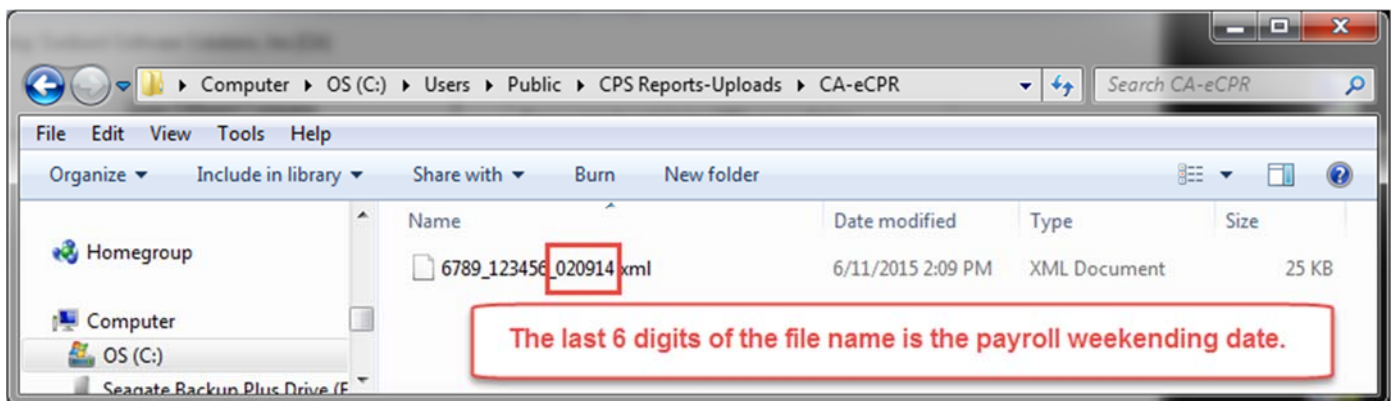 Computer ▸ OS (C:) ▸ Users ▸ Public ▸ CPS Reports-Uploads ▸ CA-eCPR
Search CA-eCPR
File Edit View Tools Help
Organize Include in library Share with Burn New folder
Name Date modified Type Size
Homegroup
6789_123456_020914.xml 6/11/2015 2:09 PM XML Document 25 KB
Computer
The last 6 digits of the file name is the payroll weekending date.
OS (C:)
Seagate Backup Plus Drive (F